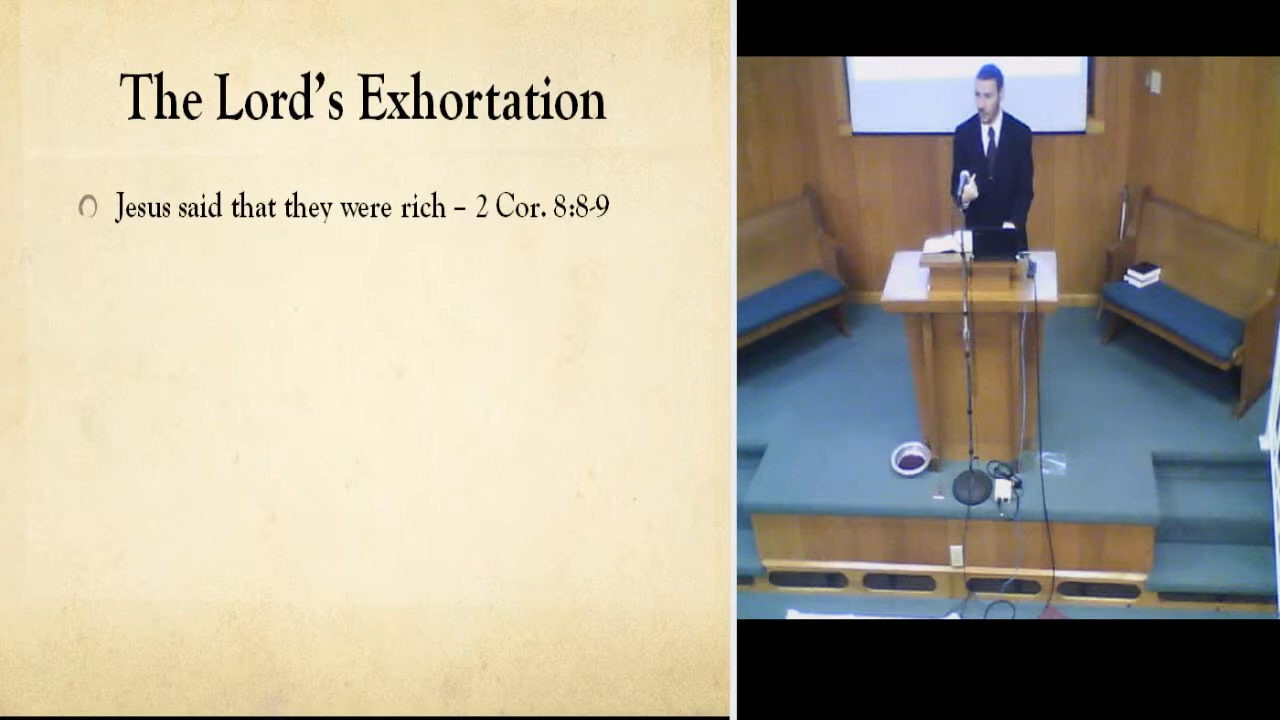 The Lord's Exhortation
Jesus said that they were rich – 2 Cor. 8:8-9